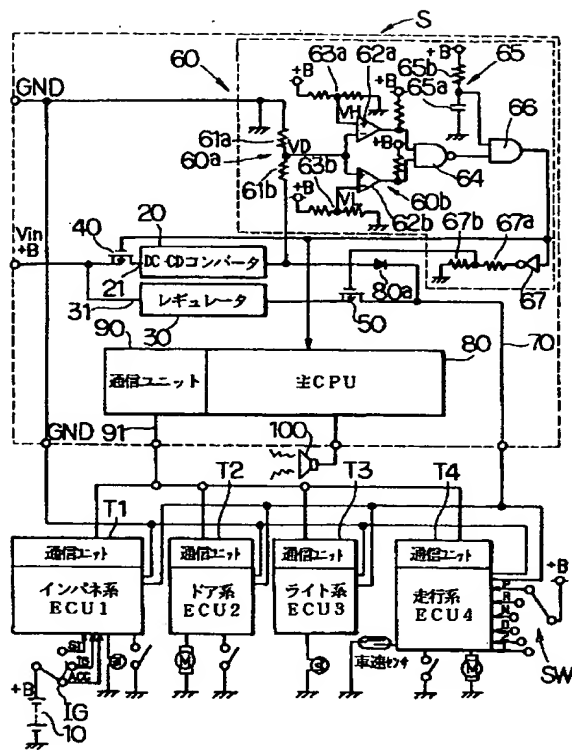 S
60
+B
63a
62a
+B
65
65b
65a
66
GND
VH
+B
61a
60a
VD
61b
63b
+B
VL
60b
62b
64
67b
67a
67
Vin
+B
40
20
21
DC-CDコンバータ
80a
31
レギュレータ
30
50
90
80
70
通信ユニット
主CPU
GND
91
100
T1
T2
T3
T4
通信ユニット
通信ユニット
通信ユニット
通信ユニット
インパネ系
ECU1
ドア系
ECU2
ライト系
ECU3
走行系
ECU4
P
R
N
D
+B
SW
車速センサ
M
M
ST
IG
ACC
+B
IG
10